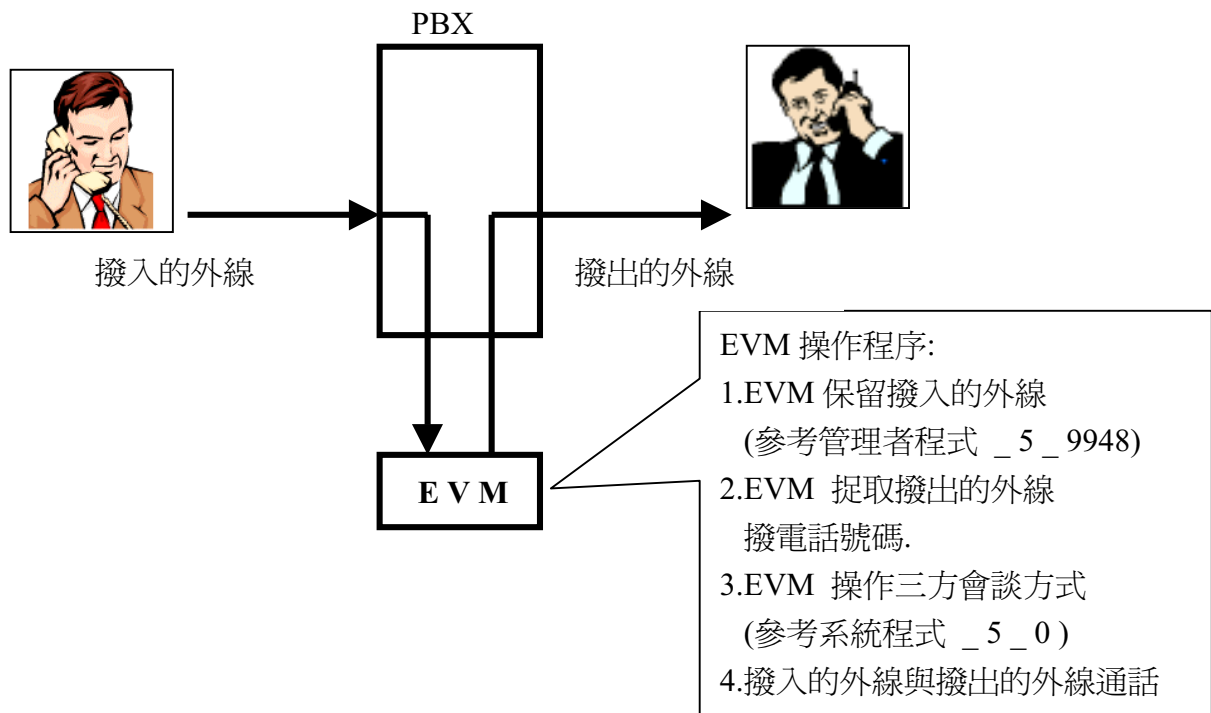 PBX
撥入的外線
撥出的外線
E V M
EVM 操作程序:
1.EVM 保留撥入的外線
(參考管理者程式 _ 5 _ 9948)
2.EVM 捉取撥出的外線
撥電話號碼.
3.EVM 操作三方會談方式
(參考系統程式 _ 5 _ 0 )
4.撥入的外線與撥出的外線通話